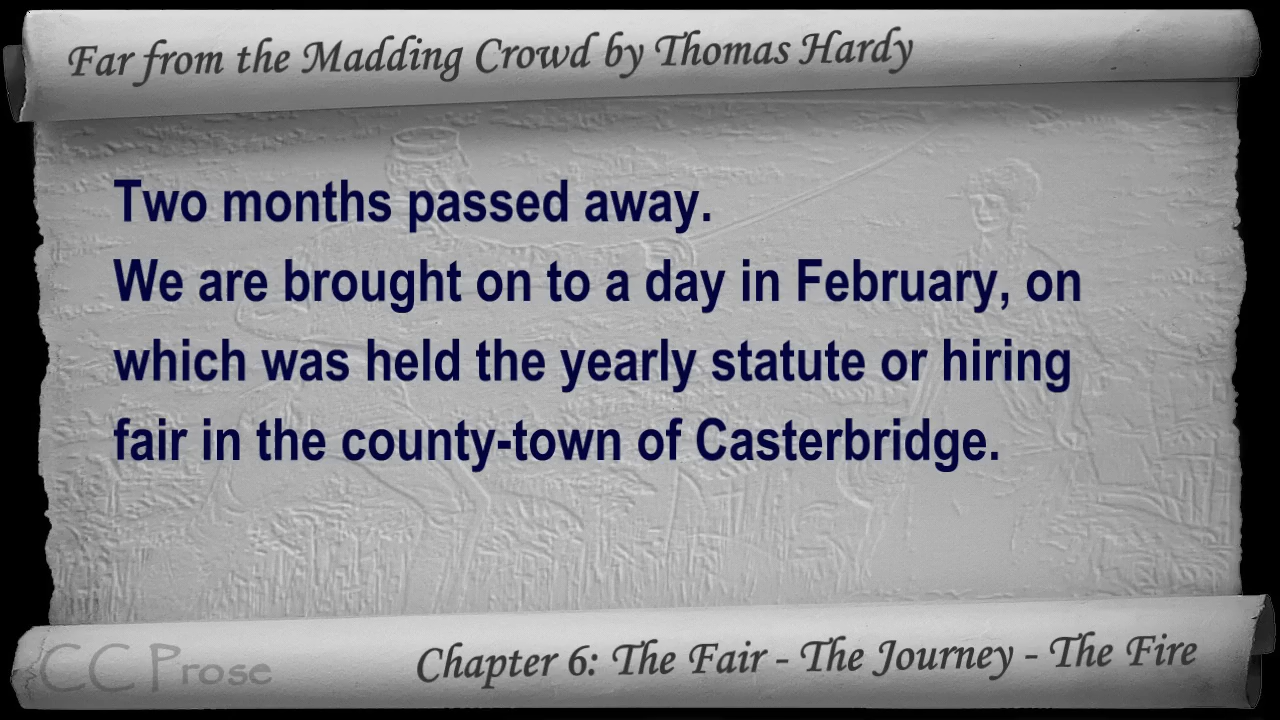 Far from the Madding Crowd by Thomas Hardy
Two months passed away.
We are brought on to a day in February, on
which was held the yearly statute or hiring
fair in the county-town of Casterbridge.
CC Prose
Chapter 6: The Fair - The Journey - The Fire